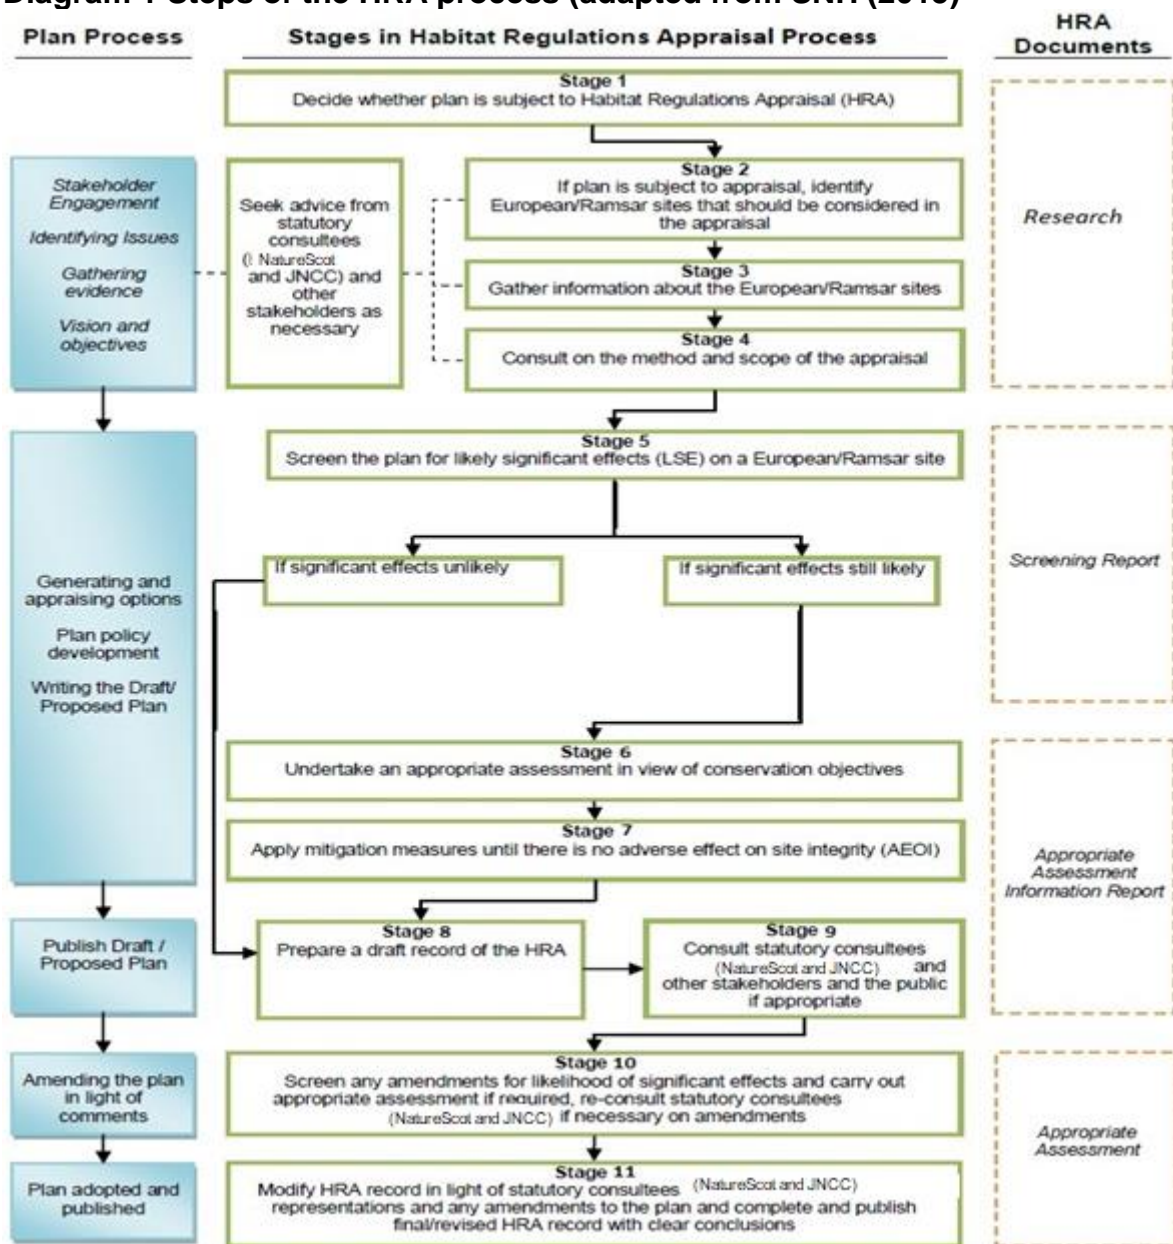 Diagram 1 Steps of the HRA process (adapted from SNH (2015)
Plan Process
Stages in Habitat Regulations Appraisal Process
HRA
Documents
Stage 1
Decide whether plan is subject to Habitat Regulations Appraisal (HRA)
Stakeholder
Engagement
Identifying Issues
Gathering
evidence
Vision and
objectives
Seek advice from
statutory
consultees
(: NatureScot
and JNCC) and
other
stakeholders as
necessary
Stage 2
If plan is subject to appraisal, identify
European/Ramsar sites that should be considered in
the appraisal
Stage 3
Gather information about the European/Ramsar sites
Stage 4
Consult on the method and scope of the appraisal
Research
Stage 5
Screen the plan for likely significant effects (LSE) on a European/Ramsar site
If significant effects unlikely
If significant effects still likely
Generating and
appraising options
Plan policy
development
Writing the Draft/
Proposed Plan
Screening Report
Stage 6
Undertake an appropriate assessment in view of conservation objectives
Stage 7
Apply mitigation measures until there is no adverse effect on site integrity (AEOI)
Appropriate
Assessment
Information Report
Publish Draft /
Proposed Plan
Stage 8
Prepare a draft record of the HRA
Stage 9
Consult statutory consultees
(NatureScot and JNCC) and
other stakeholders and the public
if appropriate
Amending the plan
in light of
comments
Stage 10
Screen any amendments for likelihood of significant effects and carry out
appropriate assessment if required, re-consult statutory consultees
(NatureScot and JNCC) if necessary on amendments
Appropriate
Assessment
Plan adopted and
published
Stage 11
Modify HRA record in light of statutory consultees (NatureScot and JNCC)
representations and any amendments to the plan and complete and publish
final/revised HRA record with clear conclusions